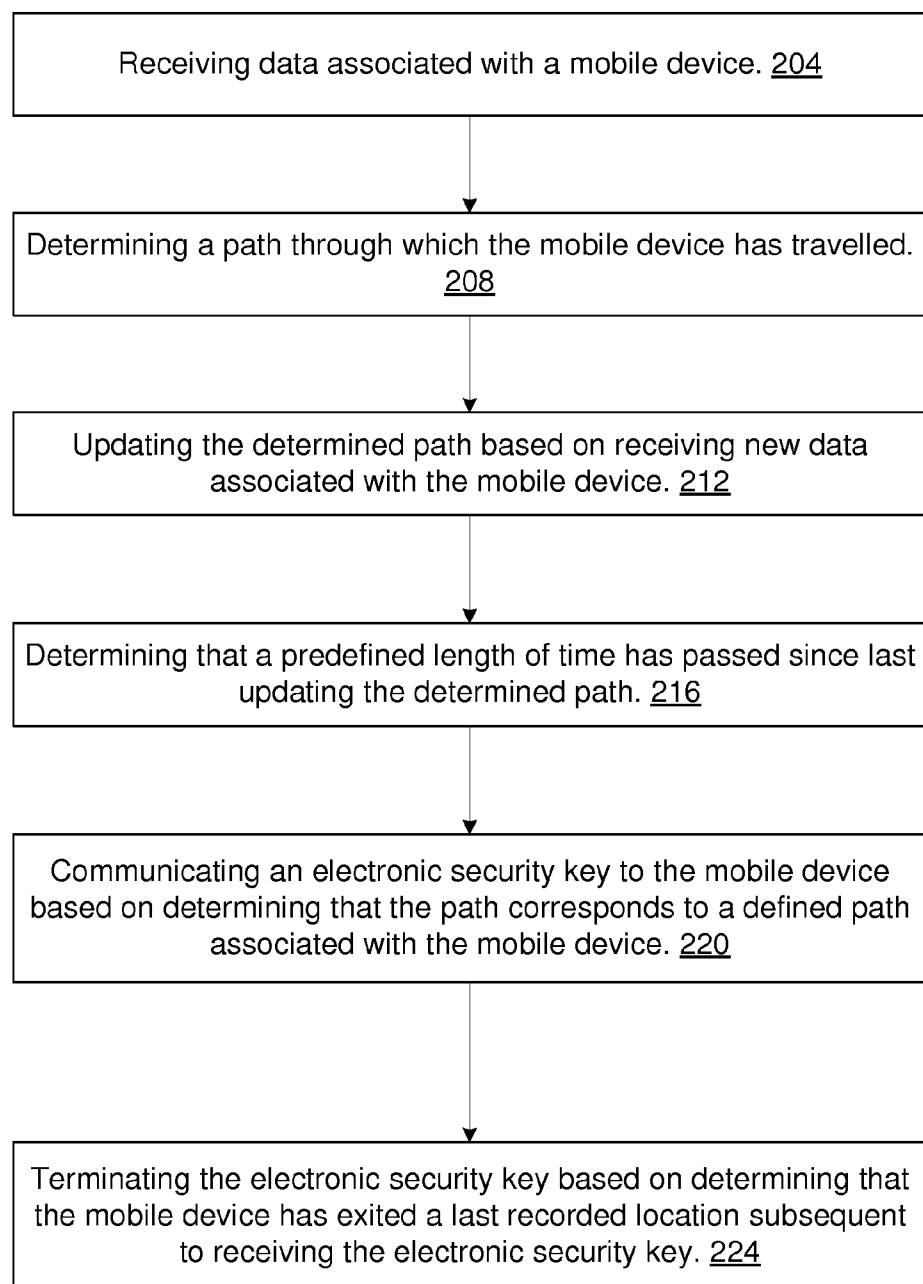 Receiving data associated with a mobile device. 204
Determining a path through which the mobile device has travelled.
208
Updating the determined path based on receiving new data
associated with the mobile device. 212
Determining that a predefined length of time has passed since last
updating the determined path. 216
Communicating an electronic security key to the mobile device
based on determining that the path corresponds to a defined path
associated with the mobile device. 220
Terminating the electronic security key based on determining that
the mobile device has exited a last recorded location subsequent
to receiving the electronic security key. 224